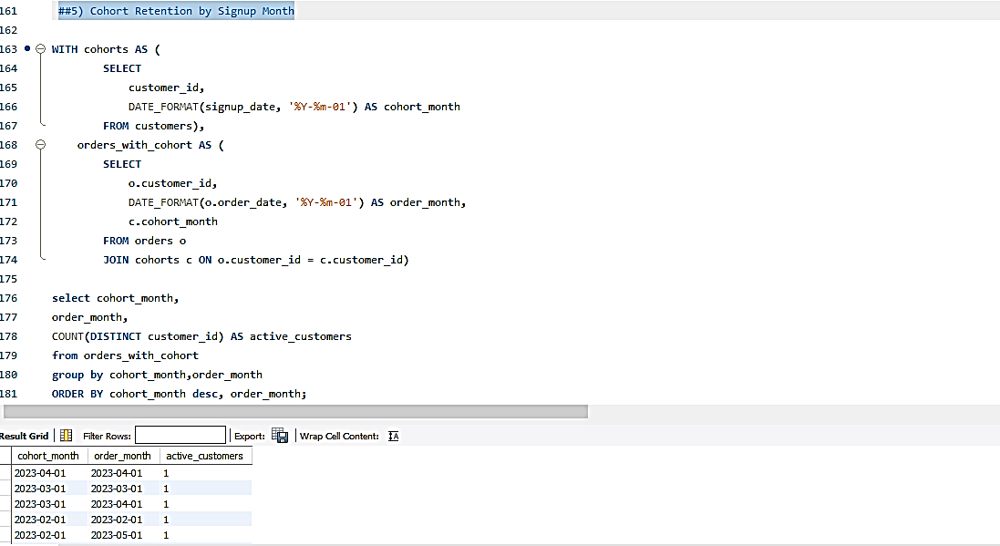 161 ##5) Cohort Retention by Signup Month
162
163 WITH cohorts AS (
164 SELECT
165 customer_id,
166 DATE_FORMAT(signup_date, '%Y-%m-01') AS cohort_month
167 FROM customers),
168 orders_with_cohort AS (
169 SELECT
170 o.customer_id,
171 DATE_FORMAT(o.order_date, '%Y-%m-01') AS order_month,
172 c.cohort_month
173 FROM orders o
174 JOIN cohorts c ON o.customer_id = c.customer_id)
175
176 select cohort_month,
177 order_month,
178 COUNT(DISTINCT customer_id) AS active_customers
179 from orders_with_cohort
180 group by cohort_month,order_month
181 ORDER BY cohort_month desc, order_month;
Result Grid Filter Rows: Export: Wrap Cell Content: IA
cohort_month order_month active_customers
2023-04-01 2023-04-01 1
2023-03-01 2023-03-01 1
2023-03-01 2023-04-01 1
2023-02-01 2023-02-01 1
2023-02-01 2023-05-01 1